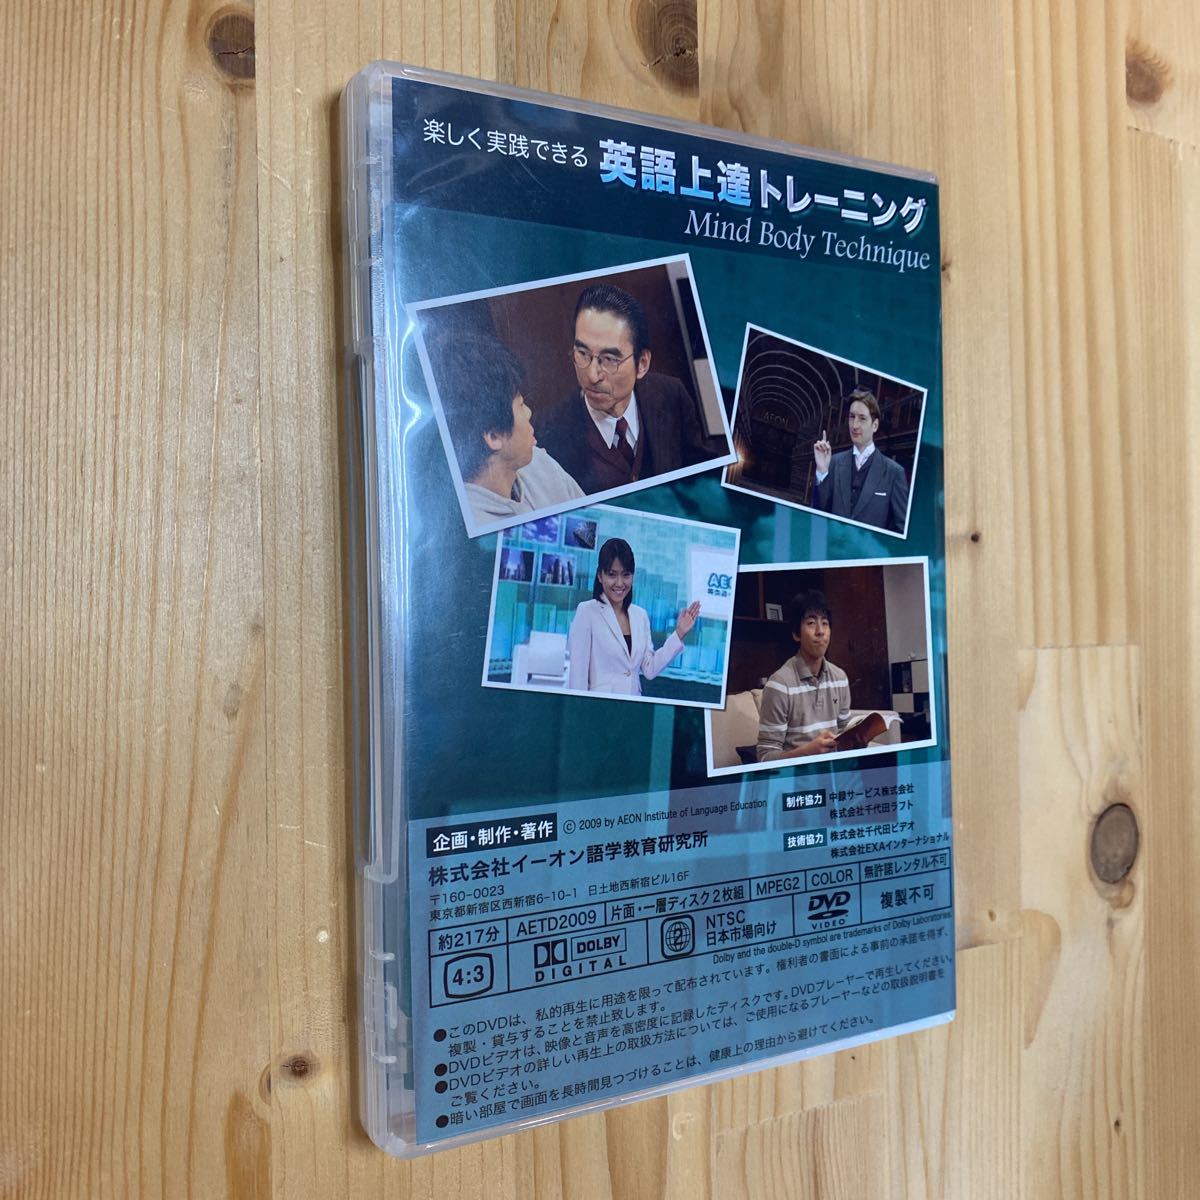 楽しく実践できる 英語上達トレーニング
Mind Body Technique
AEON
企画・制作・著作 © 2009 by AEON Institute of Language Education
株式会社イーオン語学教育研究所
〒160-0023
東京都新宿区西新宿6-10-1 日土地西新宿ビル16F
制作協力 中録サービス株式会社
株式会社千代田ラフト
技術協力 株式会社千代田ビデオ
株式会社EXAインターナショナル
約217分 AETD2009 片面・一層ディスク2枚組 MPEG2 COLOR 無許諾レンタル不可
4:3 DOLBY DIGITAL 2 NTSC 日本市場向け DVD VIDEO 複製不可
Dolby and the double-D symbol are trademarks of Dolby Laboratories.
●このDVDは、私的再生に用途を限って配布されています。権利者の書面による事前の承諾を得ず、
複製・貸与することを禁止致します。
●DVDビデオは、映像と音声を高密度に記録したディスクです。DVDプレーヤーで再生してください。
●DVDビデオの詳しい再生上の取扱方法については、ご使用になるプレーヤーなどの取扱説明書を
ご覧ください。
●暗い部屋で画面を長時間見つづけることは、健康上の理由から避けてください。